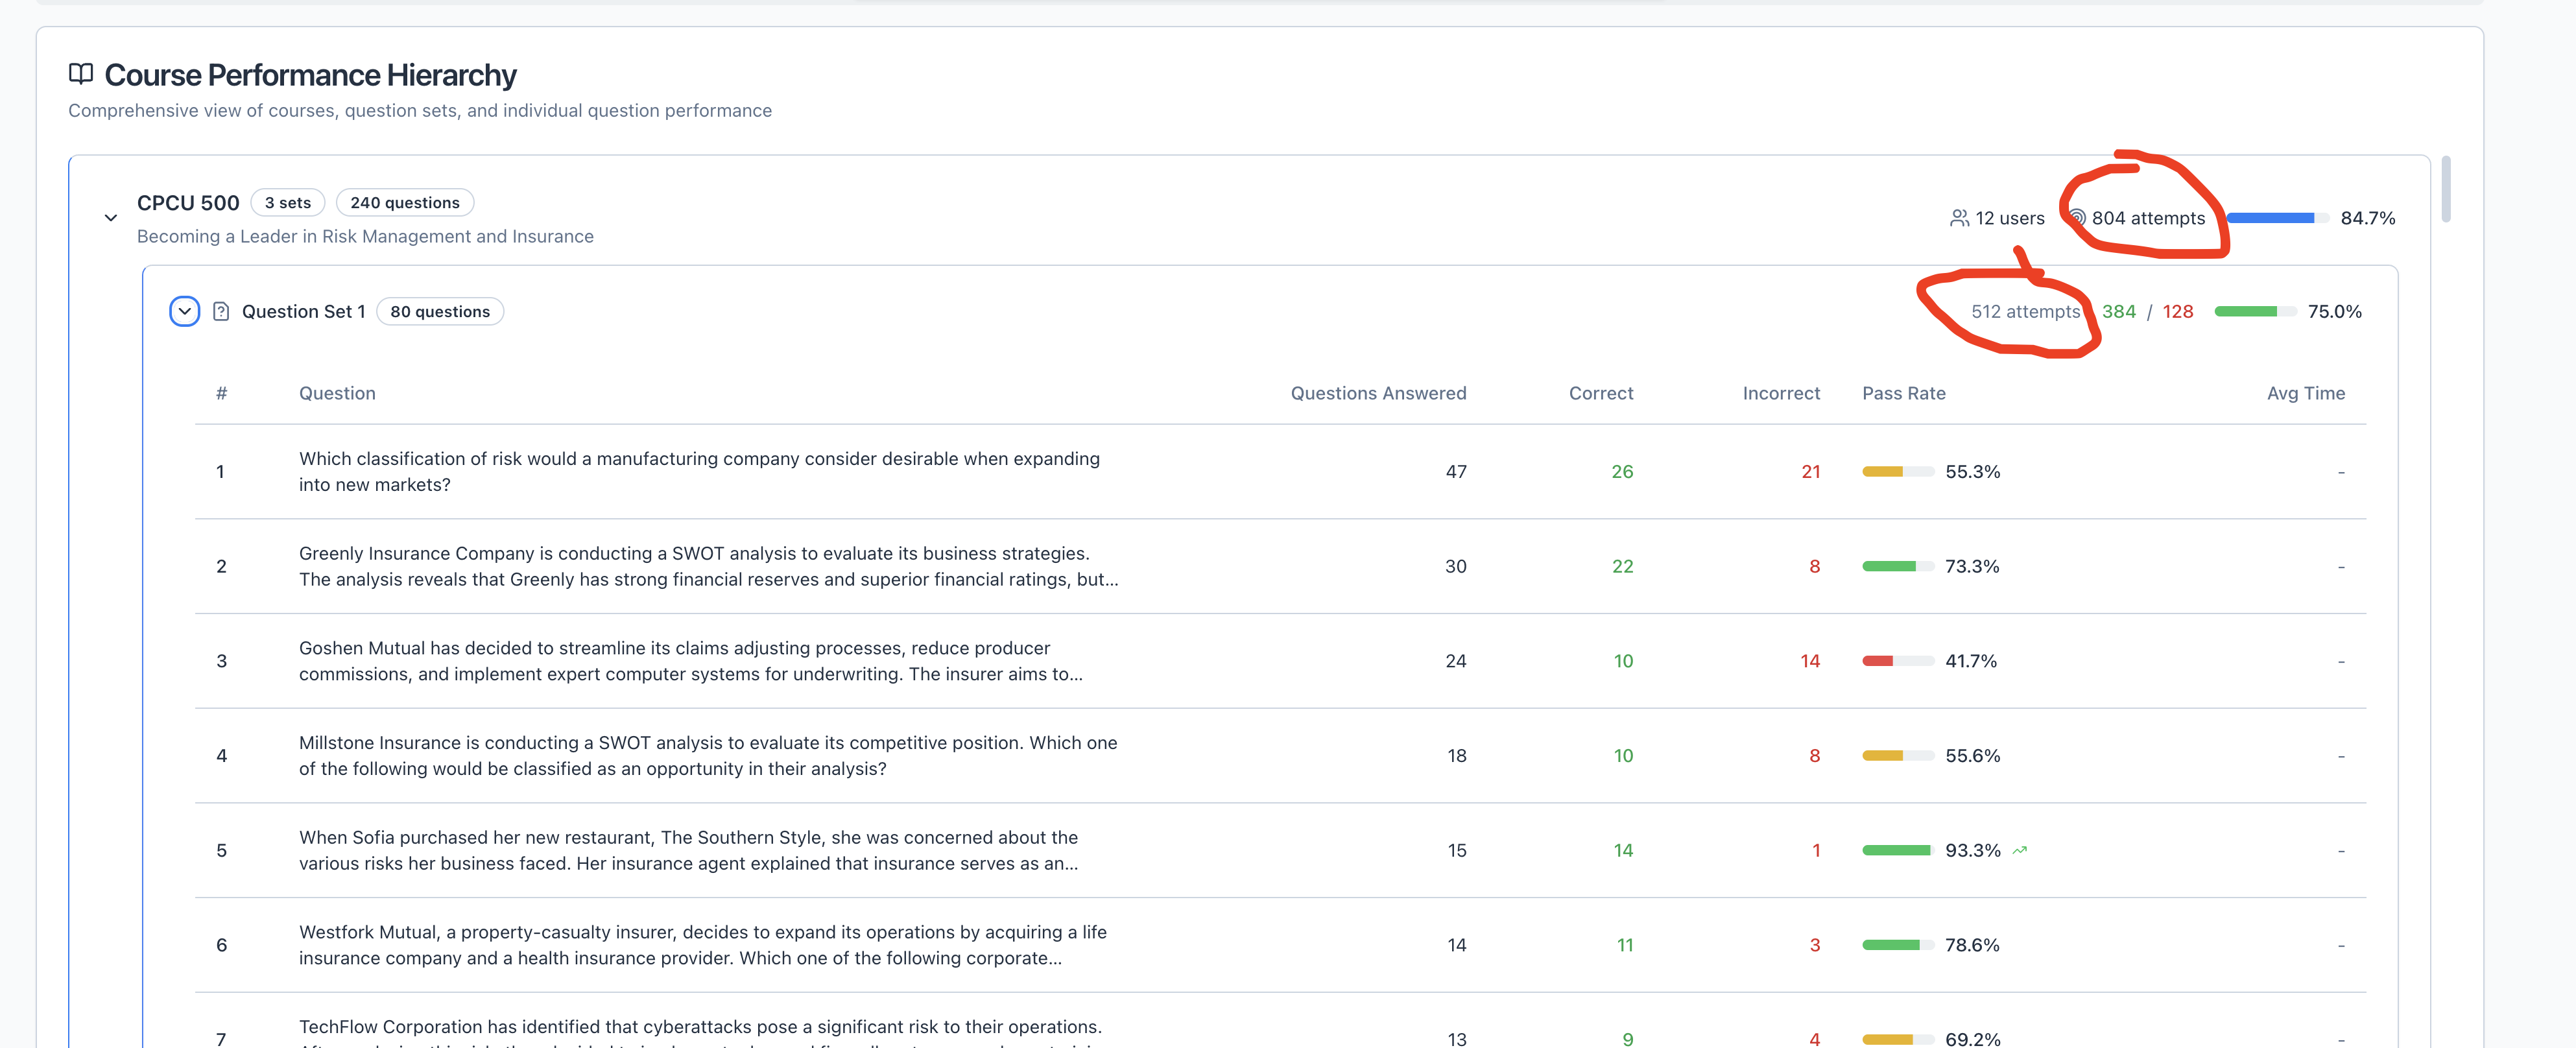 Course Performance Hierarchy
Comprehensive view of courses, question sets, and individual question performance
CPCU 500 3 sets 240 questions
Becoming a Leader in Risk Management and Insurance
12 users 804 attempts 84.7%
Question Set 1 80 questions 512 attempts 384 / 128 75.0%
# Question Questions Answered Correct Incorrect Pass Rate Avg Time
1 Which classification of risk would a manufacturing company consider desirable when expanding
into new markets?
47 26 21 55.3% -
2 Greenly Insurance Company is conducting a SWOT analysis to evaluate its business strategies.
The analysis reveals that Greenly has strong financial reserves and superior financial ratings, but...
30 22 8 73.3% -
3 Goshen Mutual has decided to streamline its claims adjusting processes, reduce producer
commissions, and implement expert computer systems for underwriting. The insurer aims to...
24 10 14 41.7% -
4 Millstone Insurance is conducting a SWOT analysis to evaluate its competitive position. Which one
of the following would be classified as an opportunity in their analysis?
18 10 8 55.6% -
5 When Sofia purchased her new restaurant, The Southern Style, she was concerned about the
various risks her business faced. Her insurance agent explained that insurance serves as an...
15 14 1 93.3% -
6 Westfork Mutual, a property-casualty insurer, decides to expand its operations by acquiring a life
insurance company and a health insurance provider. Which one of the following corporate...
14 11 3 78.6% -
7 TechFlow Corporation has identified that cyberattacks pose a significant risk to their operations.
13 9 4 69.2% -